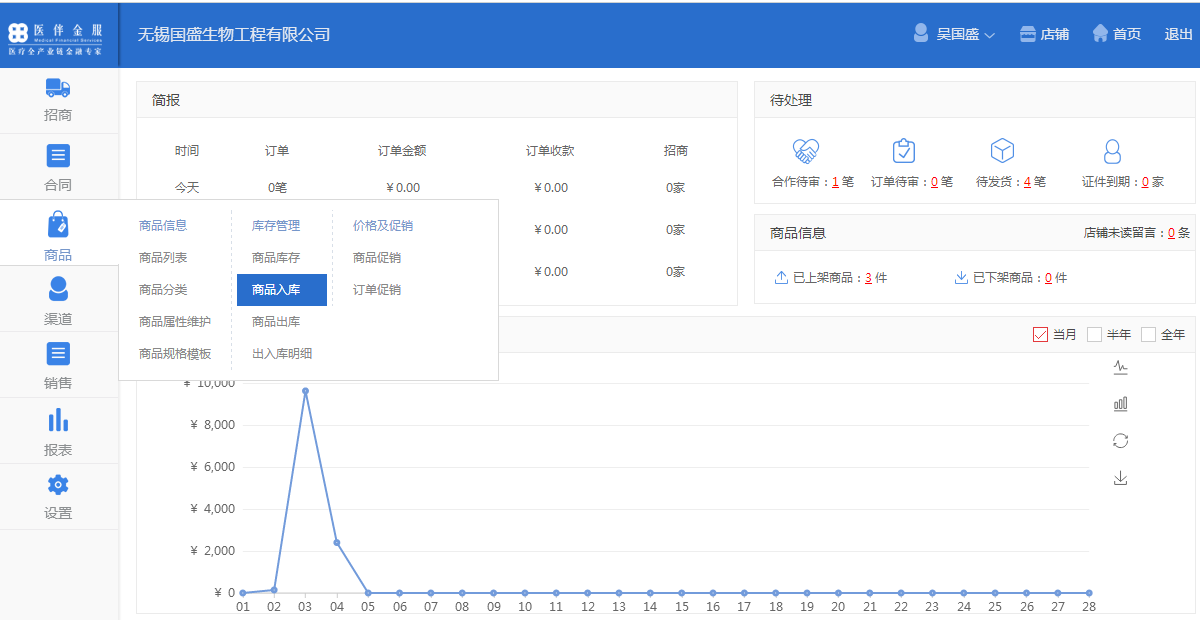 医伴金服
Medical Financial Services
医疗全产业链金融专家
无锡国盛生物工程有限公司
吴国盛
店铺
首页
退出
招商
合同
商品
渠道
销售
报表
设置
简报
时间 订单 订单金额 订单收款 招商
今天 0笔 ￥0.00 ￥0.00 0家
￥0.00 0家
￥0.00 0家
商品信息 库存管理 价格及促销
商品列表 商品库存 商品促销
商品分类 商品入库 订单促销
商品属性维护 商品出库
商品规格模板 出入库明细
待处理
合作待审：1 笔 订单待审：0 笔 待发货：4 笔 证件到期：0 家
商品信息 店铺未读留言：0 条
已上架商品：3 件 已下架商品：0 件
当月 半年 全年
￥ 10,000
￥ 8,000
￥ 6,000
￥ 4,000
￥ 2,000
￥ 0
01 02 03 04 05 06 07 08 09 10 11 12 13 14 15 16 17 18 19 20 21 22 23 24 25 26 27 28